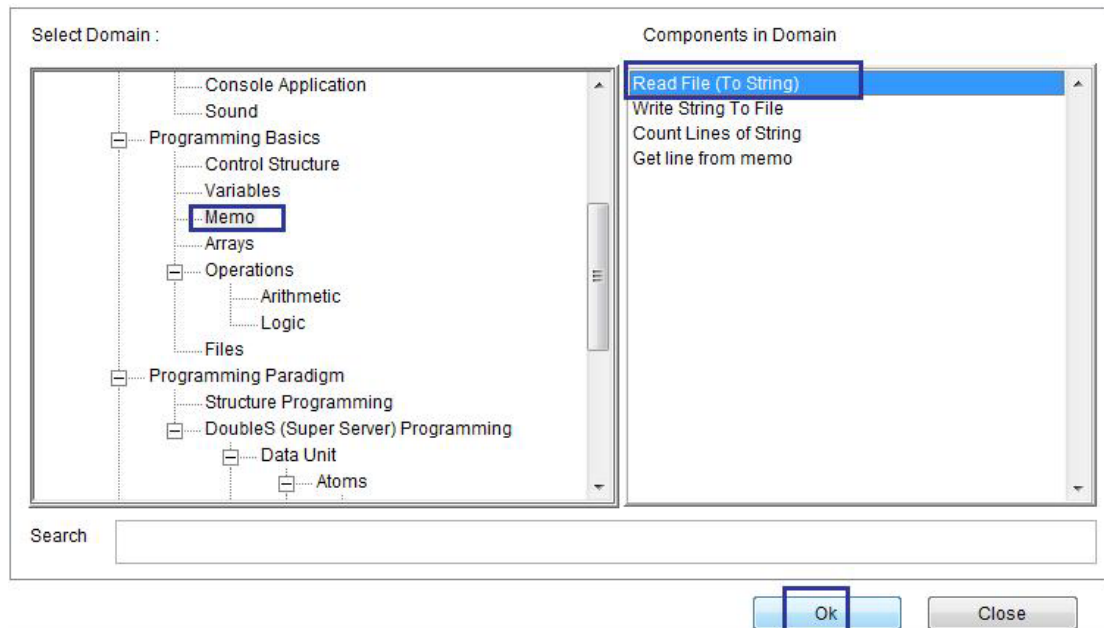 Select Domain :
Components in Domain
Console Application
Sound
Programming Basics
Control Structure
Variables
Memo
Arrays
Operations
Arithmetic
Logic
Files
Programming Paradigm
Structure Programming
DoubleS (Super Server) Programming
Data Unit
Atoms
Read File (To String)
Write String To File
Count Lines of String
Get line from memo
Search
Ok
Close